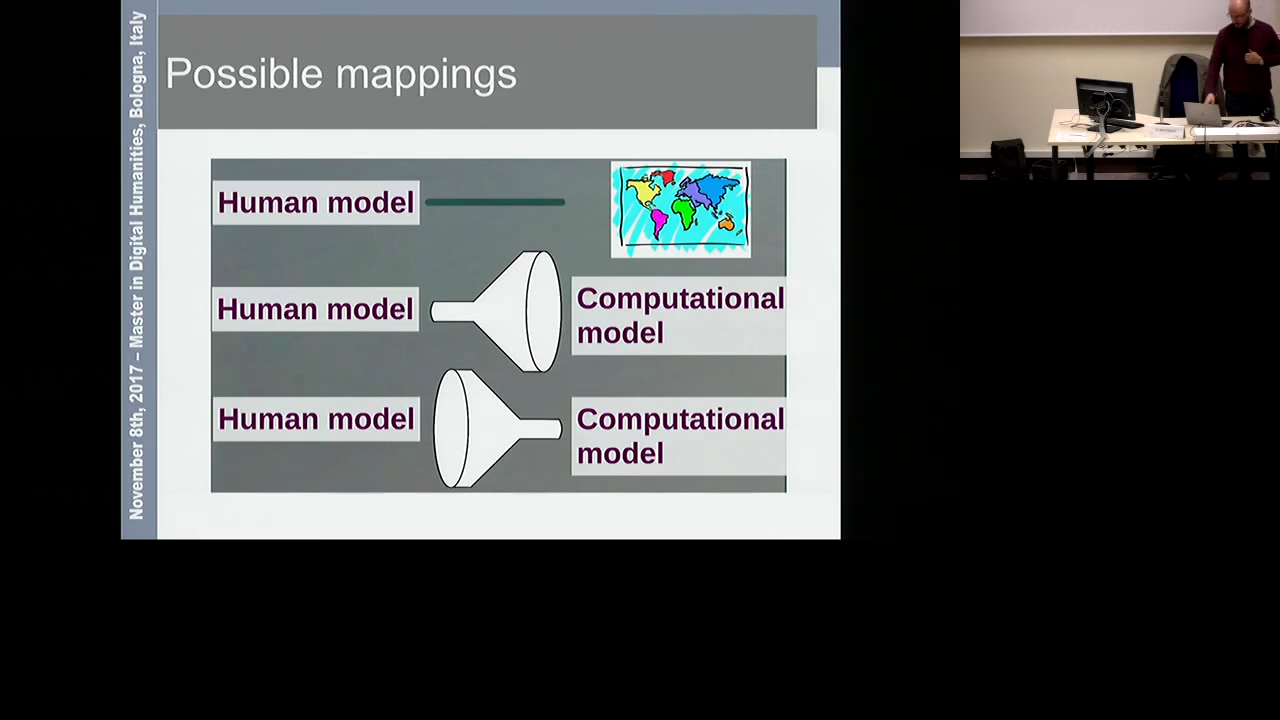 November 8th, 2017 – Master in Digital Humanities, Bologna, Italy
Possible mappings
Human model
Human model
Computational
model
Human model
Computational
model